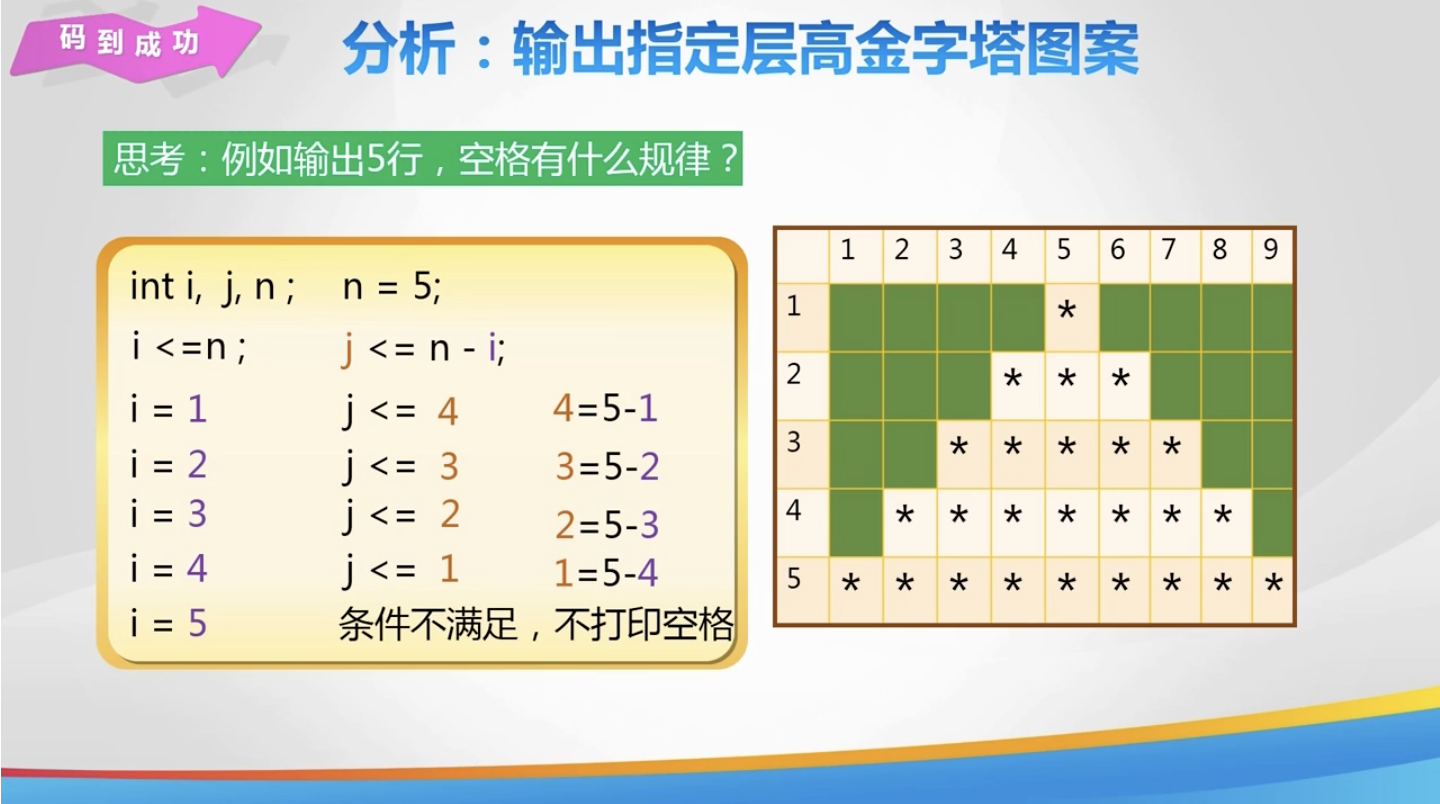 码到成功
分析：输出指定层高金字塔图案
思考：例如输出5行，空格有什么规律？
int i, j, n ; n = 5;
i <=n ; j <= n - i;
i = 1 j <= 4 4=5-1
i = 2 j <= 3 3=5-2
i = 3 j <= 2 2=5-3
i = 4 j <= 1 1=5-4
i = 5 条件不满足，不打印空格
1 2 3 4 5 6 7 8 9
1 *
2 * * *
3 * * * * *
4 * * * * * * *
5 * * * * * * * * *